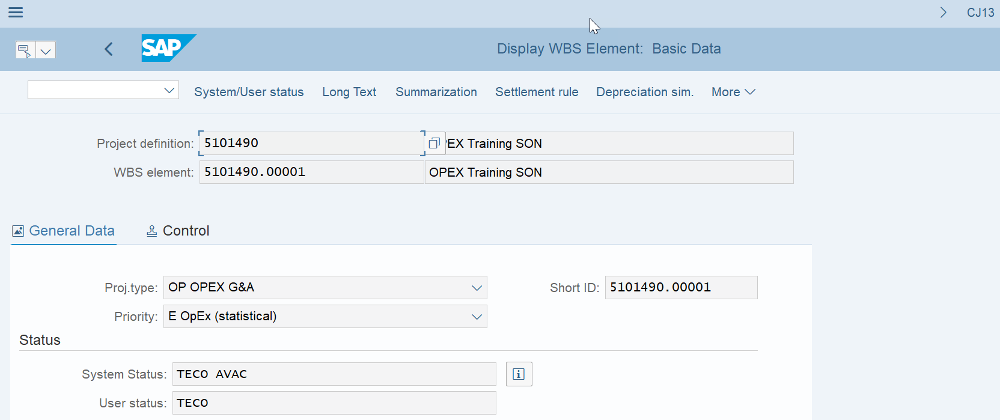 CJ13
SAP Display WBS Element: Basic Data
System/User status Long Text Summarization Settlement rule Depreciation sim. More
Project definition: 5101490 PEX Training SON
WBS element: 5101490.00001 OPEX Training SON
General Data Control
Proj.type: OP OPEX G&A Short ID: 5101490.00001
Priority: E OpEx (statistical)
Status
System Status: TECO AVAC
User status: TECO